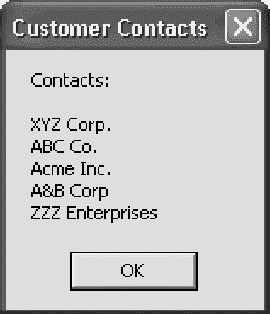 Customer Contacts
Contacts:
XYZ Corp.
ABC Co.
Acme Inc.
A&B Corp
ZZZ Enterprises
OK